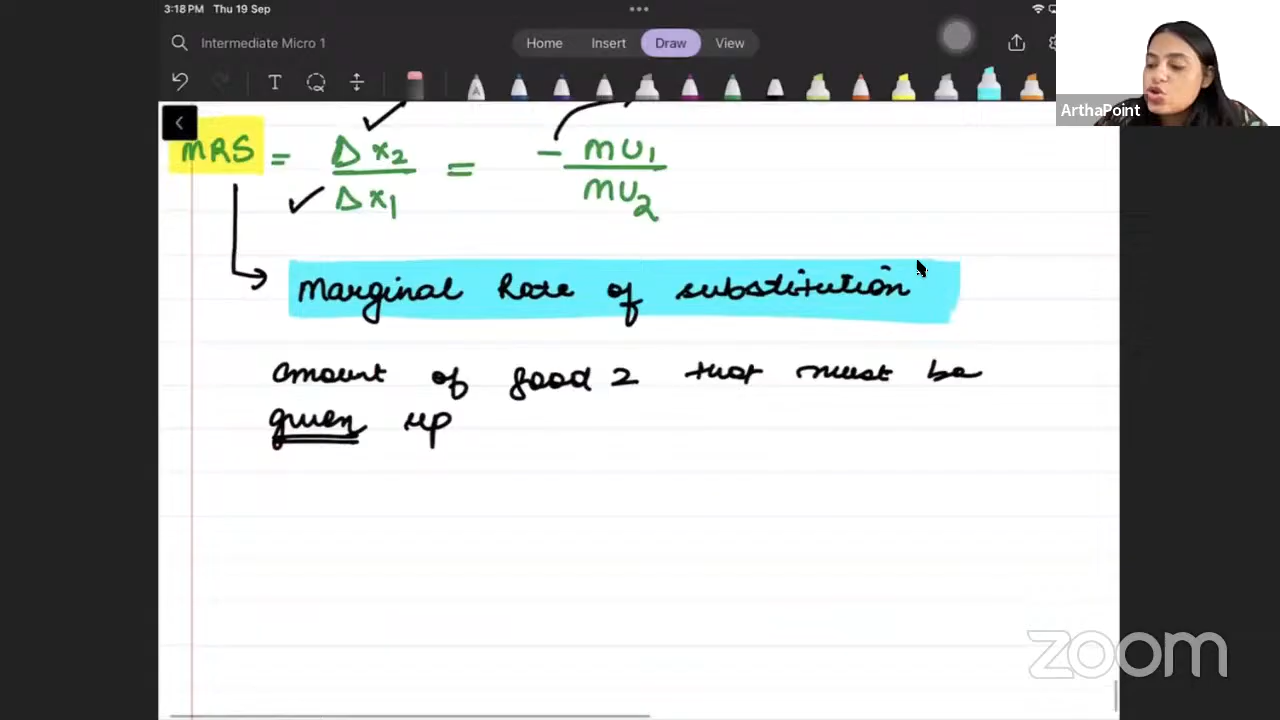 3:18 PM Thu 19 Sep
Intermediate Micro 1
Home Insert Draw View
ArthaPoint
MRS = Δx₂ / Δx₁ = - MU₁ / MU₂
Marginal Rate of substitution
amount of good 2 that must be
given up
zoom